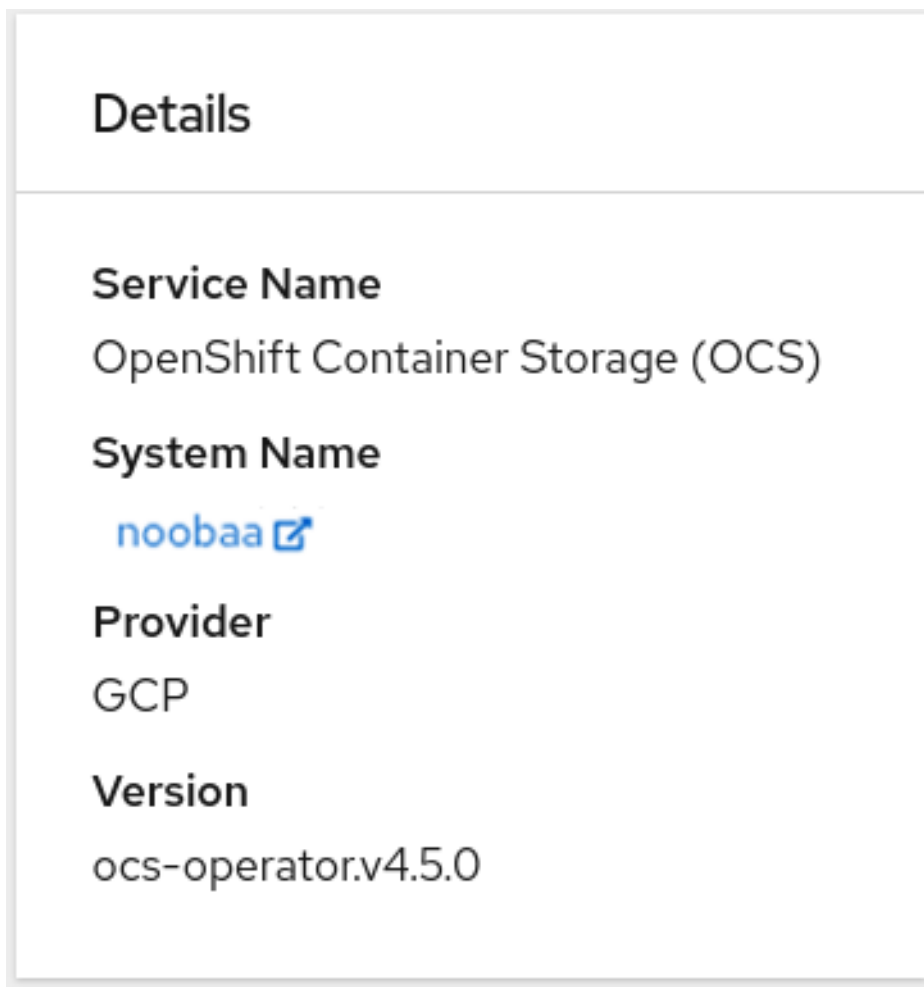 Details
Service Name
OpenShift Container Storage (OCS)
System Name
noobaa
Provider
GCP
Version
ocs-operator.v4.5.0